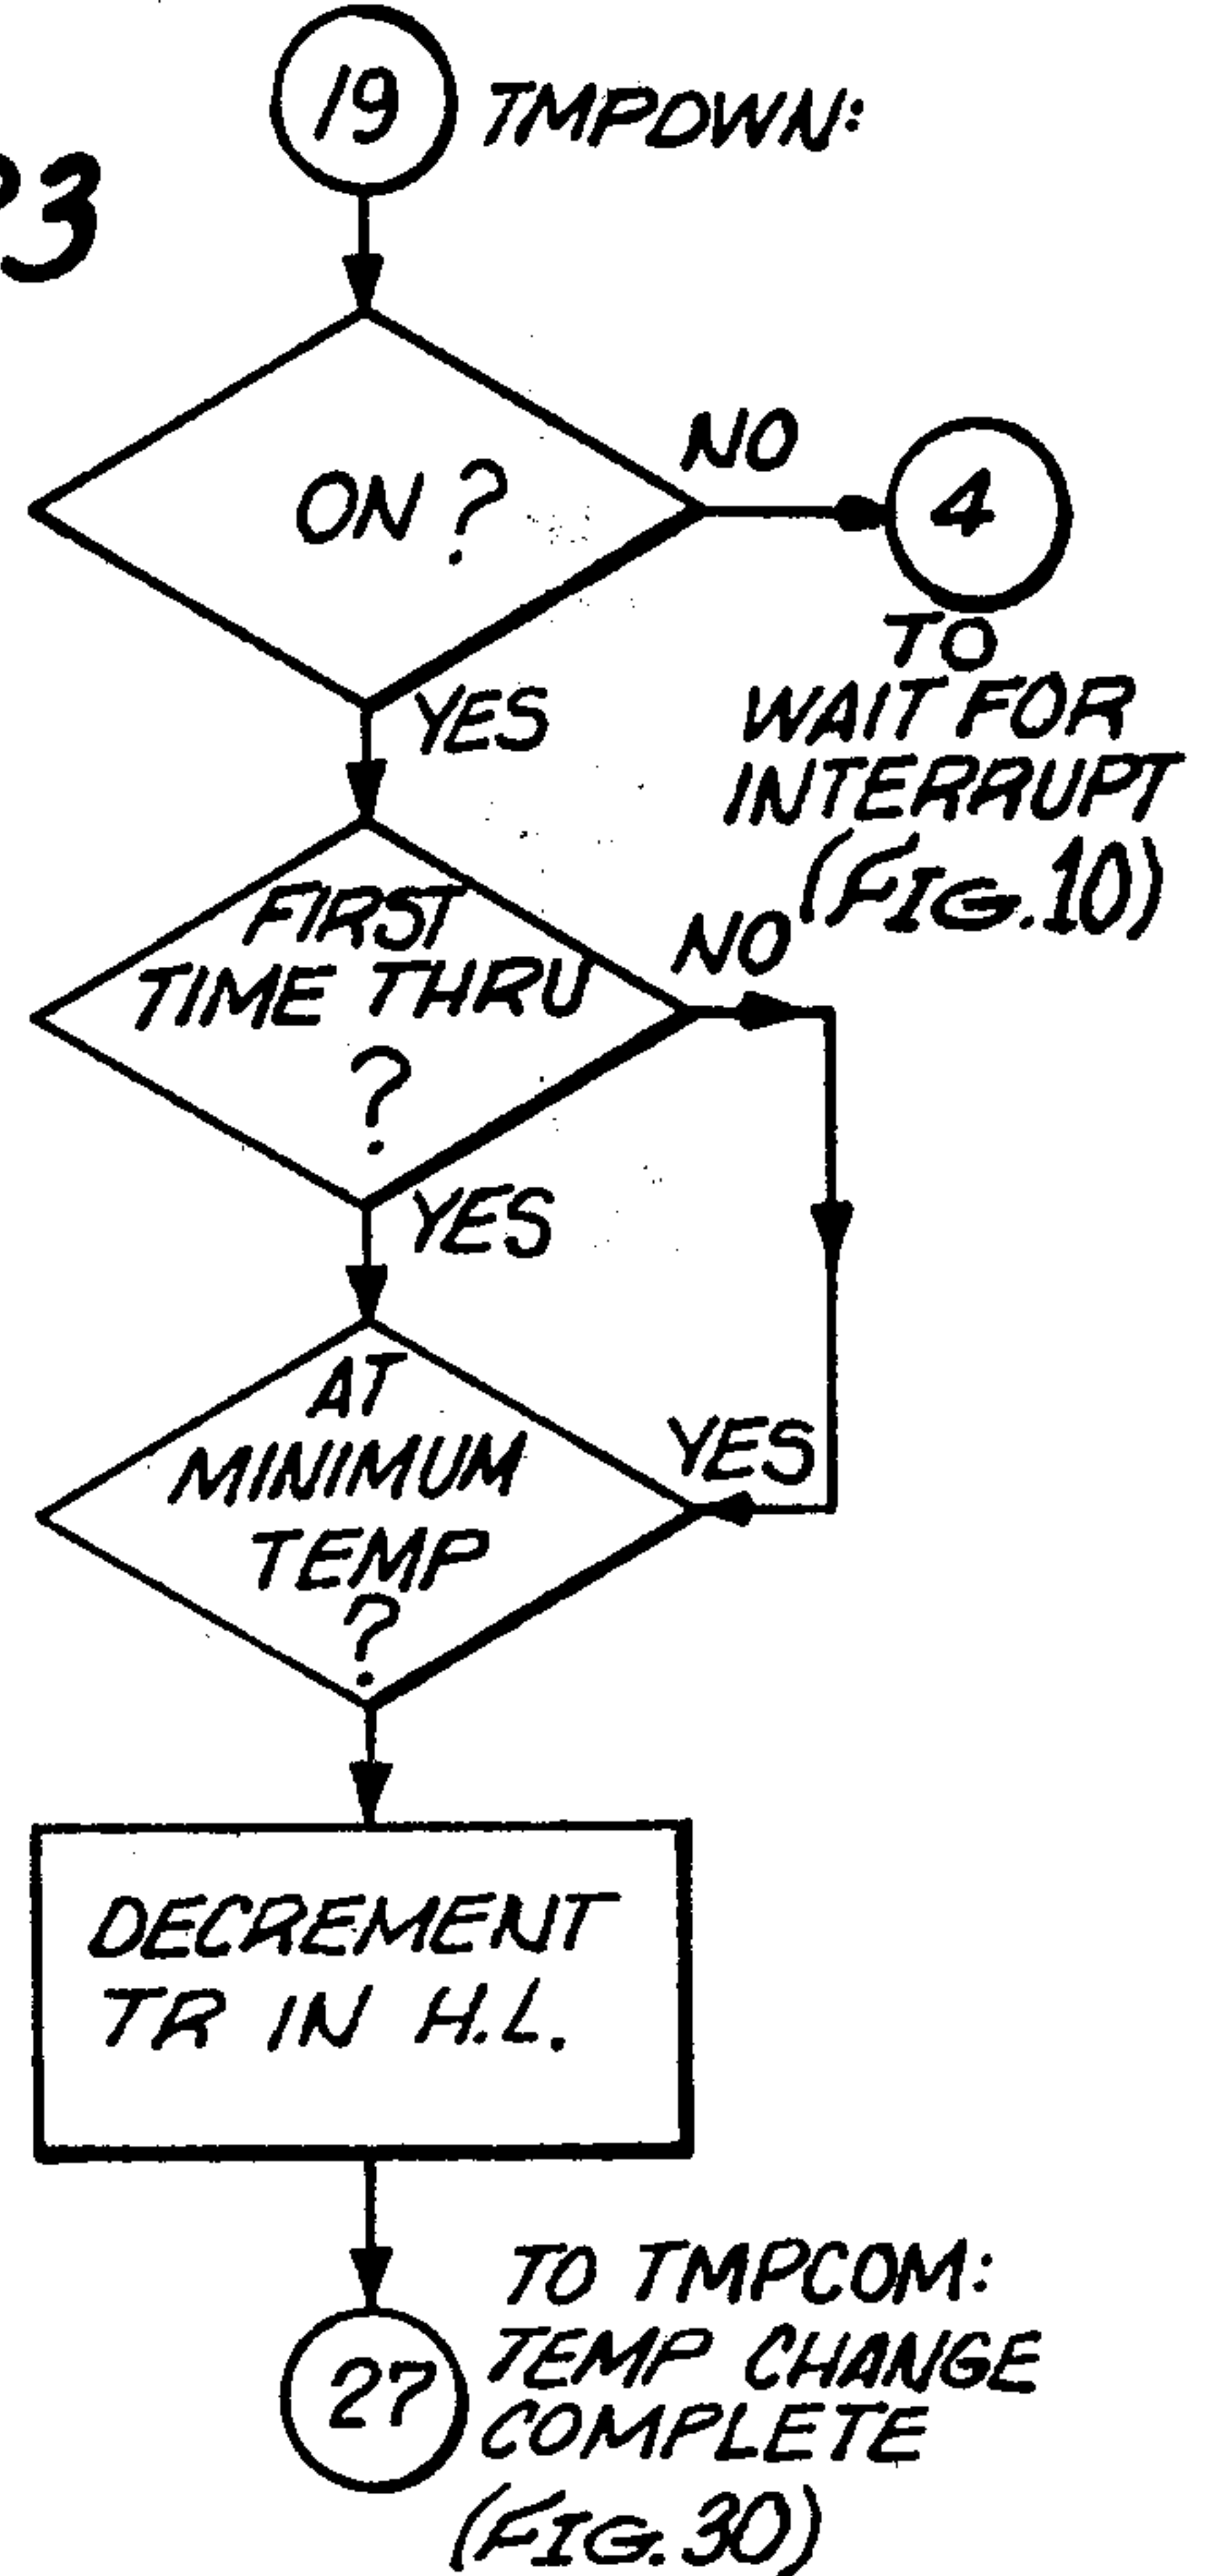 19 TMPDWN:
23
ON?
NO
4
TO
WAIT FOR
INTERRUPT
(FIG. 10)
YES
FIRST
TIME THRU
?
NO
YES
AT
MINIMUM
TEMP
?
YES
DECREMENT
TR IN H.L.
27
TO TMPCOM:
TEMP CHANGE
COMPLETE
(FIG. 30)